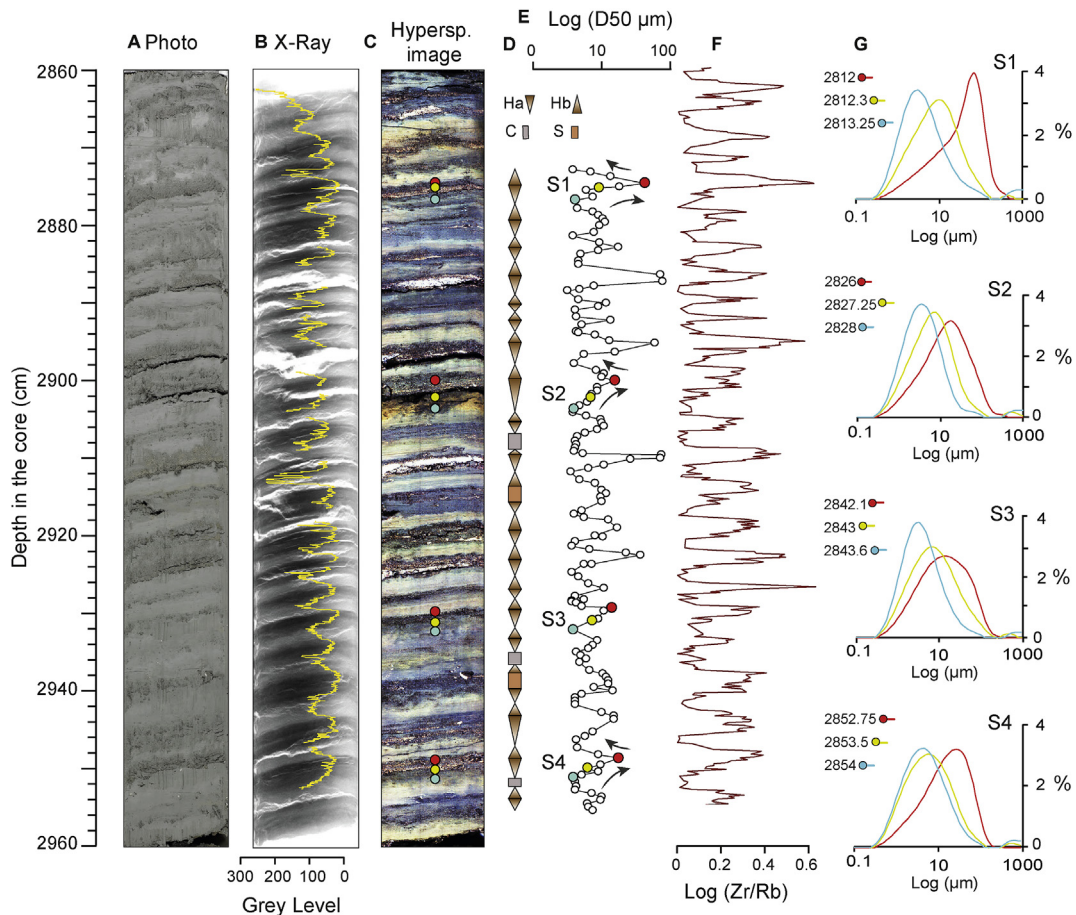 A Photo
B X-Ray
C Hypersp.
image
D
E
Log (D50 μm)
0 10 100
F
G
Depth in the core (cm)
2860
2880
2900
2920
2940
2960
300 200 100 0
Grey Level
Ha Hb
C S
S1
S2
S3
S4
0 0.2 0.4 0.6
Log (Zr/Rb)
S1
2812
2812.3
2813.25
4
2 %
0
0.1 10 1000
Log (μm)
S2
2826
2827.25
2828
4
2 %
0
0.1 10 1000
Log (μm)
S3
2842.1
2843
2843.6
4
2 %
0
0.1 10 1000
Log (μm)
S4
2852.75
2853.5
2854
4
2 %
0
0.1 10 1000
Log (μm)